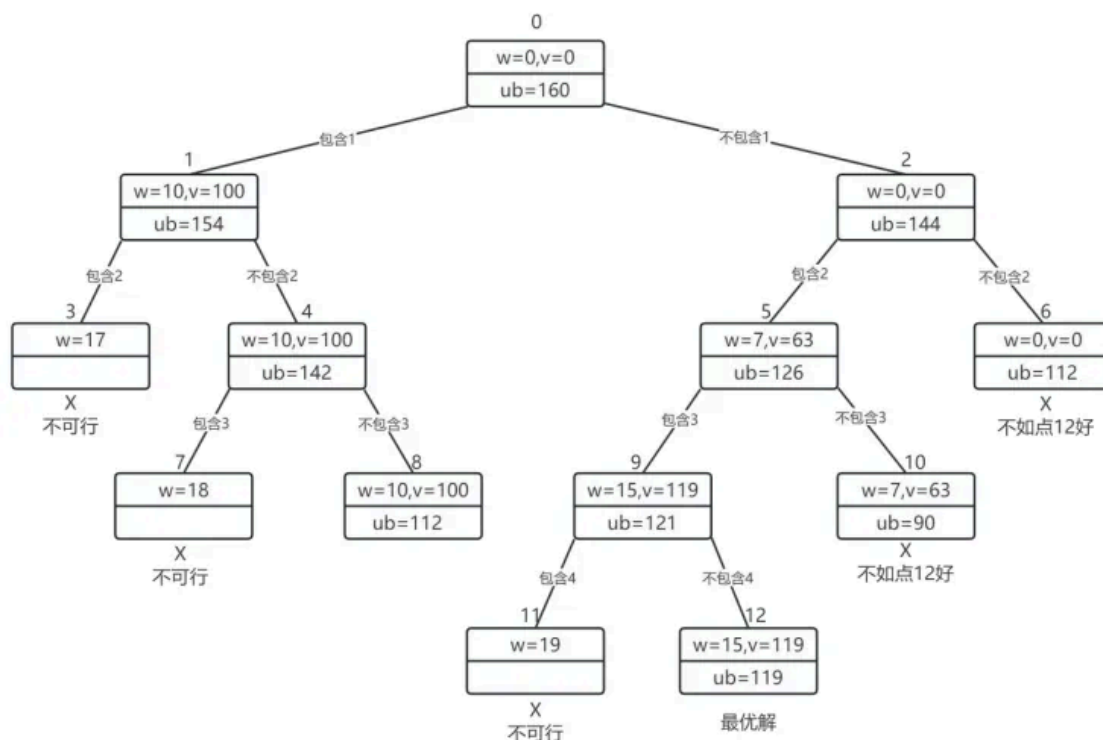 0
w=0,v=0
ub=160
包含1
不包含1
1
2
w=10,v=100
w=0,v=0
ub=154
ub=144
包含2
不包含2
包含2
不包含2
3
4
5
6
w=17
w=10,v=100
w=7,v=63
w=0,v=0
ub=142
ub=126
ub=112
X
不可行
X
不如点12好
包含3
不包含3
包含3
不包含3
7
8
9
10
w=18
w=10,v=100
w=15,v=119
w=7,v=63
ub=112
ub=121
ub=90
X
不可行
X
不如点12好
包含4
不包含4
11
12
w=19
w=15,v=119
ub=119
X
不可行
最优解